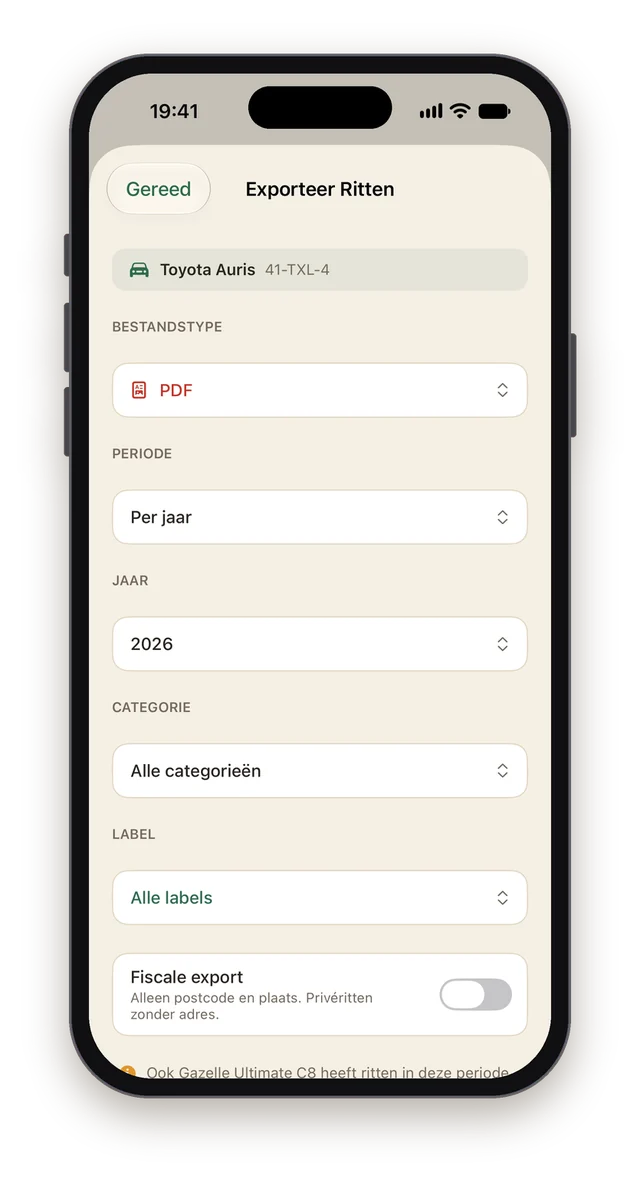 19:41
Gereed
Exporteer Ritten
Toyota Auris 41-TXL-4
BESTANDSTYPE
PDF
PERIODE
Per jaar
JAAR
2026
CATEGORIE
Alle categorieën
LABEL
Alle labels
Fiscale export
Alleen postcode en plaats. Privéritten
zonder adres.
Ook Gazelle Ultimate C8 heeft ritten in deze periode